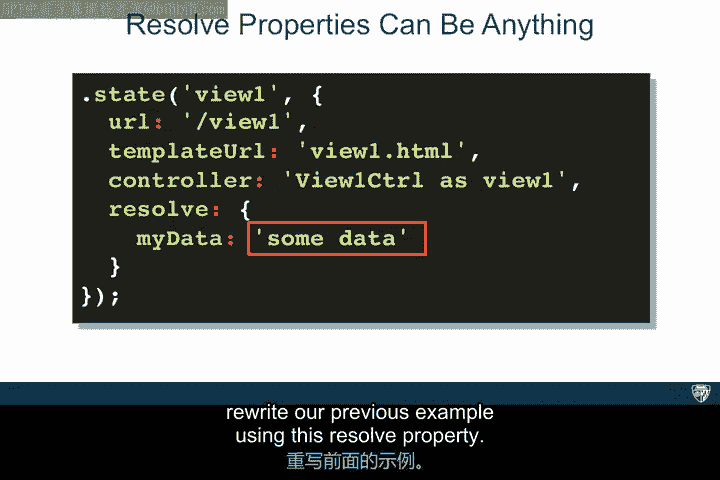 Resolve Properties Can Be Anything
.state('view1', {
url: '/view1',
templateUrl: 'view1.html',
controller: 'View1Ctrl as view1',
resolve: {
myData: 'some data'
}
});
rewrite our previous example
using this resolve property.
重写前面的示例。